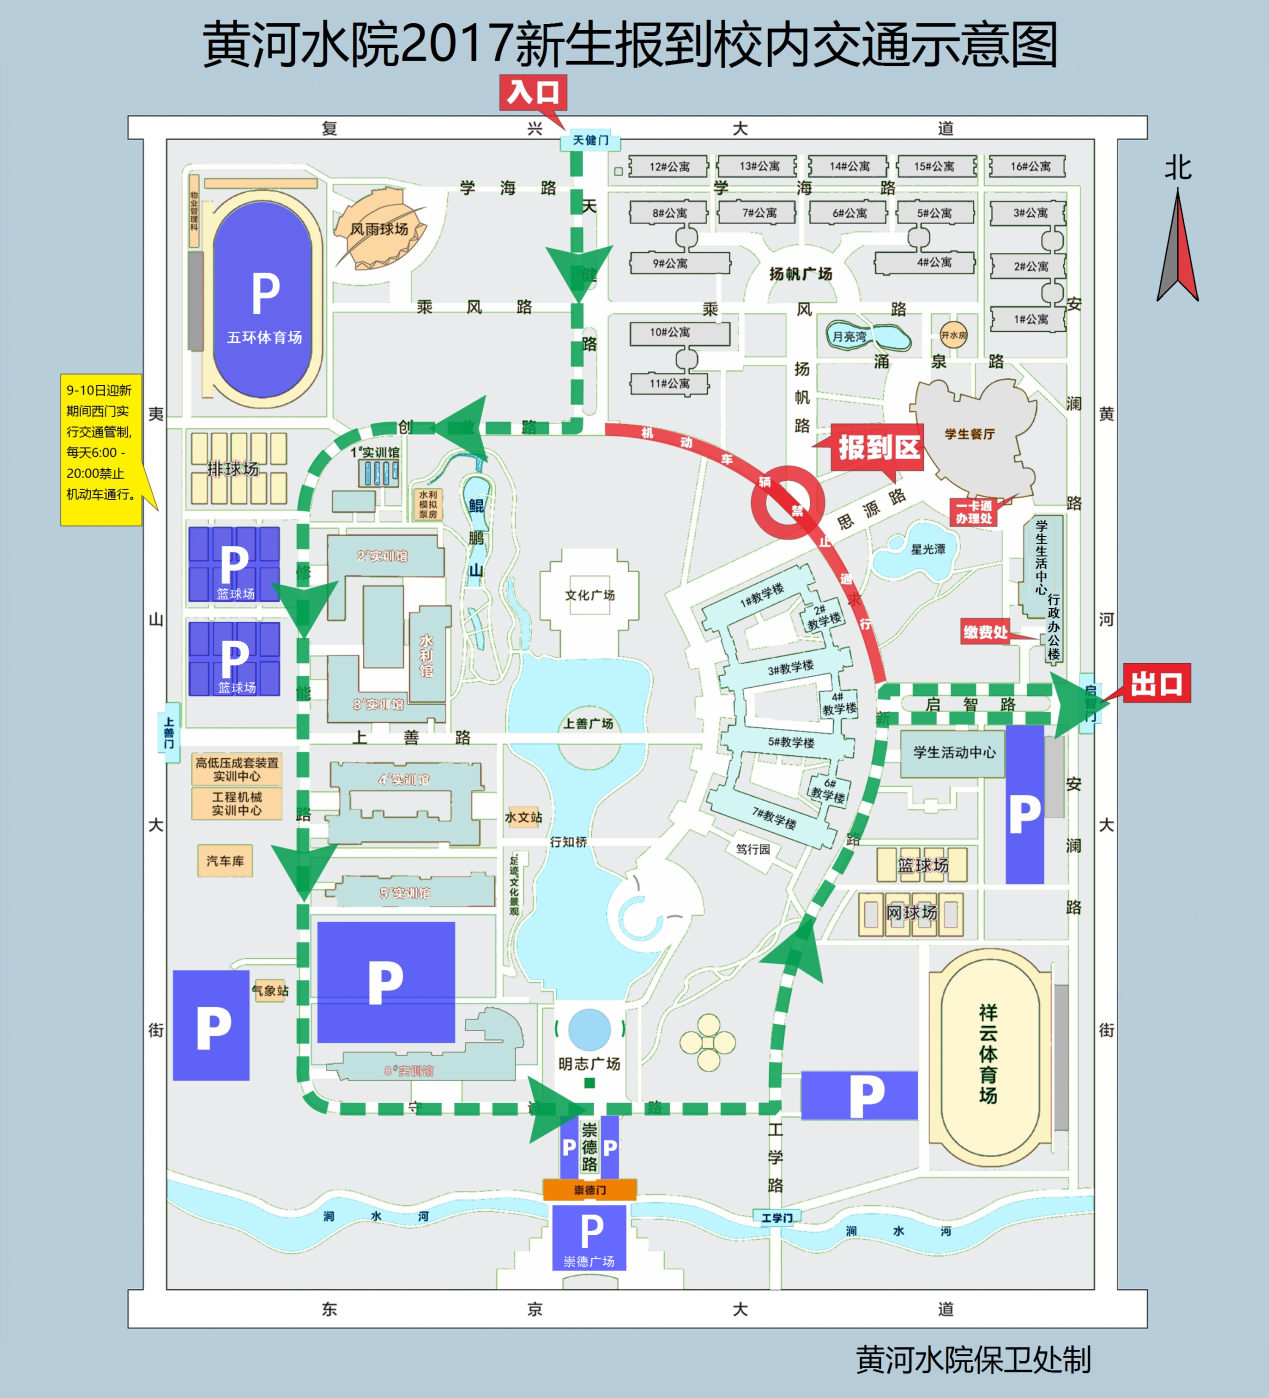 黄河水院2017新生报到校内交通示意图
入口
复兴大道
天健门
北
12#公寓
13#公寓
14#公寓
15#公寓
16#公寓
学海路
学海路
物业管理科
风雨球场
天健路
8#公寓
7#公寓
6#公寓
5#公寓
3#公寓
9#公寓
4#公寓
2#公寓
扬帆广场
P
五环体育场
乘风路
乘风路
1#公寓
安澜路
10#公寓
月亮湾
开水房
涌泉路
11#公寓
扬帆路
9-10日迎新
期间西门实
行交通管制,
每天6:00 -
20:00禁止
机动车通行。
夷山大街
黄河大街
创业路
机动车辆禁止通行
报到区
学生餐厅
1#实训馆
排球场
水利
模拟
泵房
鲲鹏山
思源路
一卡通
办理处
P
篮球场
2#实训馆
星光潭
学生生活中心
文化广场
1#教学楼
2#
教学楼
求新路
行政办公楼
修能路
缴费处
P
篮球场
水利馆
3#教学楼
3#实训馆
4#
教学楼
启智路
启智门
出口
上善门
上善广场
上善路
5#教学楼
学生活动中心
高低压成套装置
实训中心
4#实训馆
6#
教学楼
P
安澜路
工程机械
实训中心
水文站
7#教学楼
行知桥
笃行园
汽车库
足迹"文化景观
篮球场
5#实训馆
网球场
P
气象站
P
祥云体育场
明志广场
6#实训馆
P
守诚路
P
崇德路
P
工学路
崇德门
涧水河
工学门
涧水河
P
崇德广场
东京大道
黄河水院保卫处制